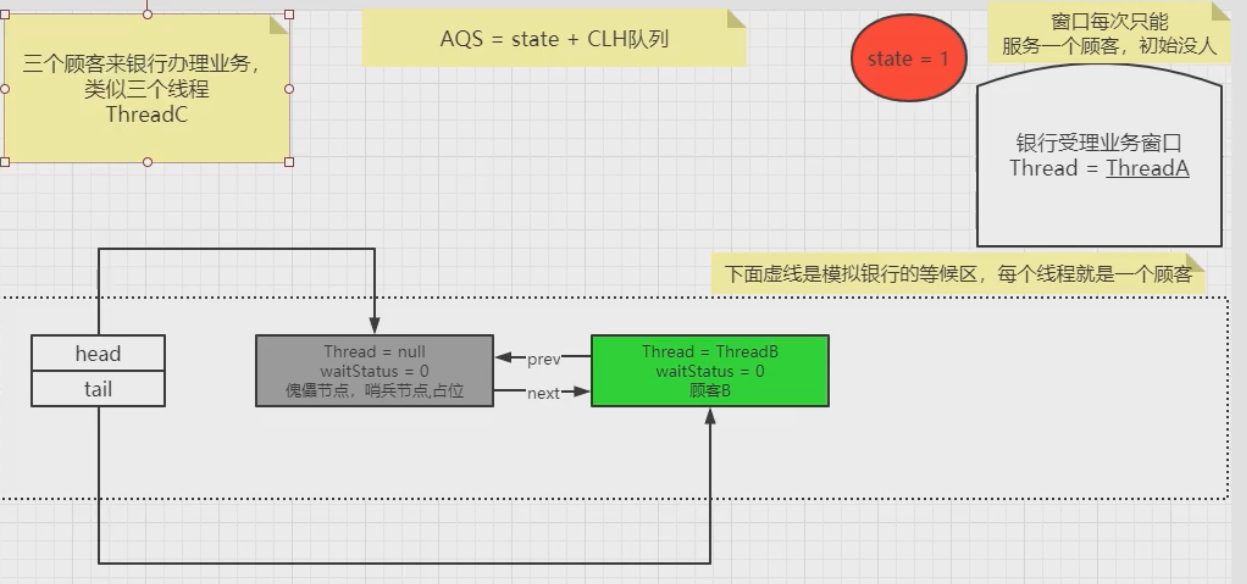 三个顾客来银行办理业务，
类似三个线程
ThreadC
AQS = state + CLH队列
state = 1
窗口每次只能
服务一个顾客，初始没人
银行受理业务窗口
Thread = ThreadA
下面虚线是模拟银行的等候区，每个线程就是一个顾客
head
tail
Thread = null
waitStatus = 0
傀儡节点，哨兵节点,占位
prev
next
Thread = ThreadB
waitStatus = 0
顾客B